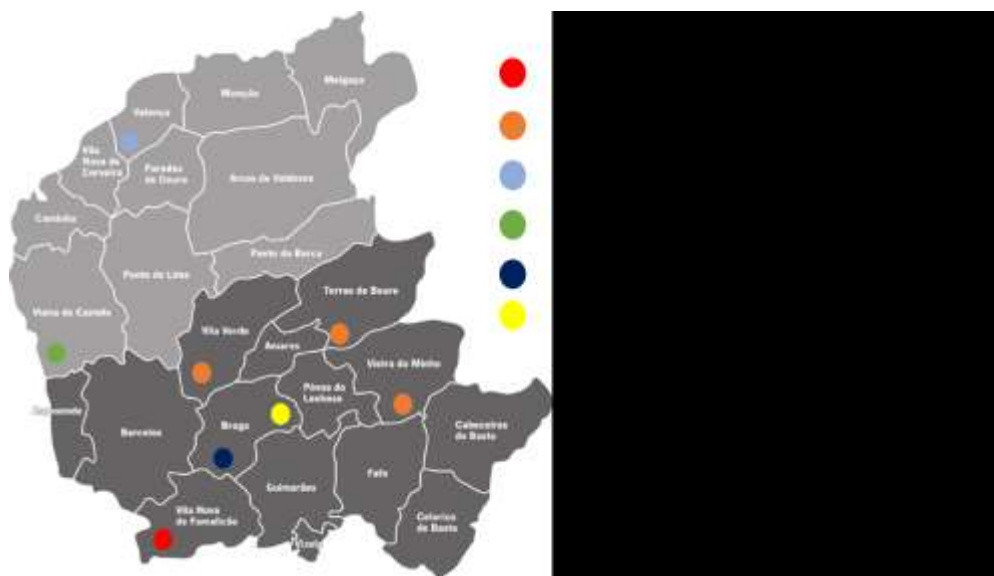 Melgaço
Monção
Valença
Vila
Nova de
Cerveira
Paredes
de Coura
Arcos de Valdevez
Caminha
Ponte da Barca
Ponte de Lima
Terras de Bouro
Viana do Castelo
Vila Verde
Amares
Vieira do Minho
Póvoa do
Lanhoso
Esposende
Barcelos
Braga
Cabeceiras
de Basto
Guimarães
Fafe
Vila Nova
de Famalicão
Celorico
de Basto
Vizela